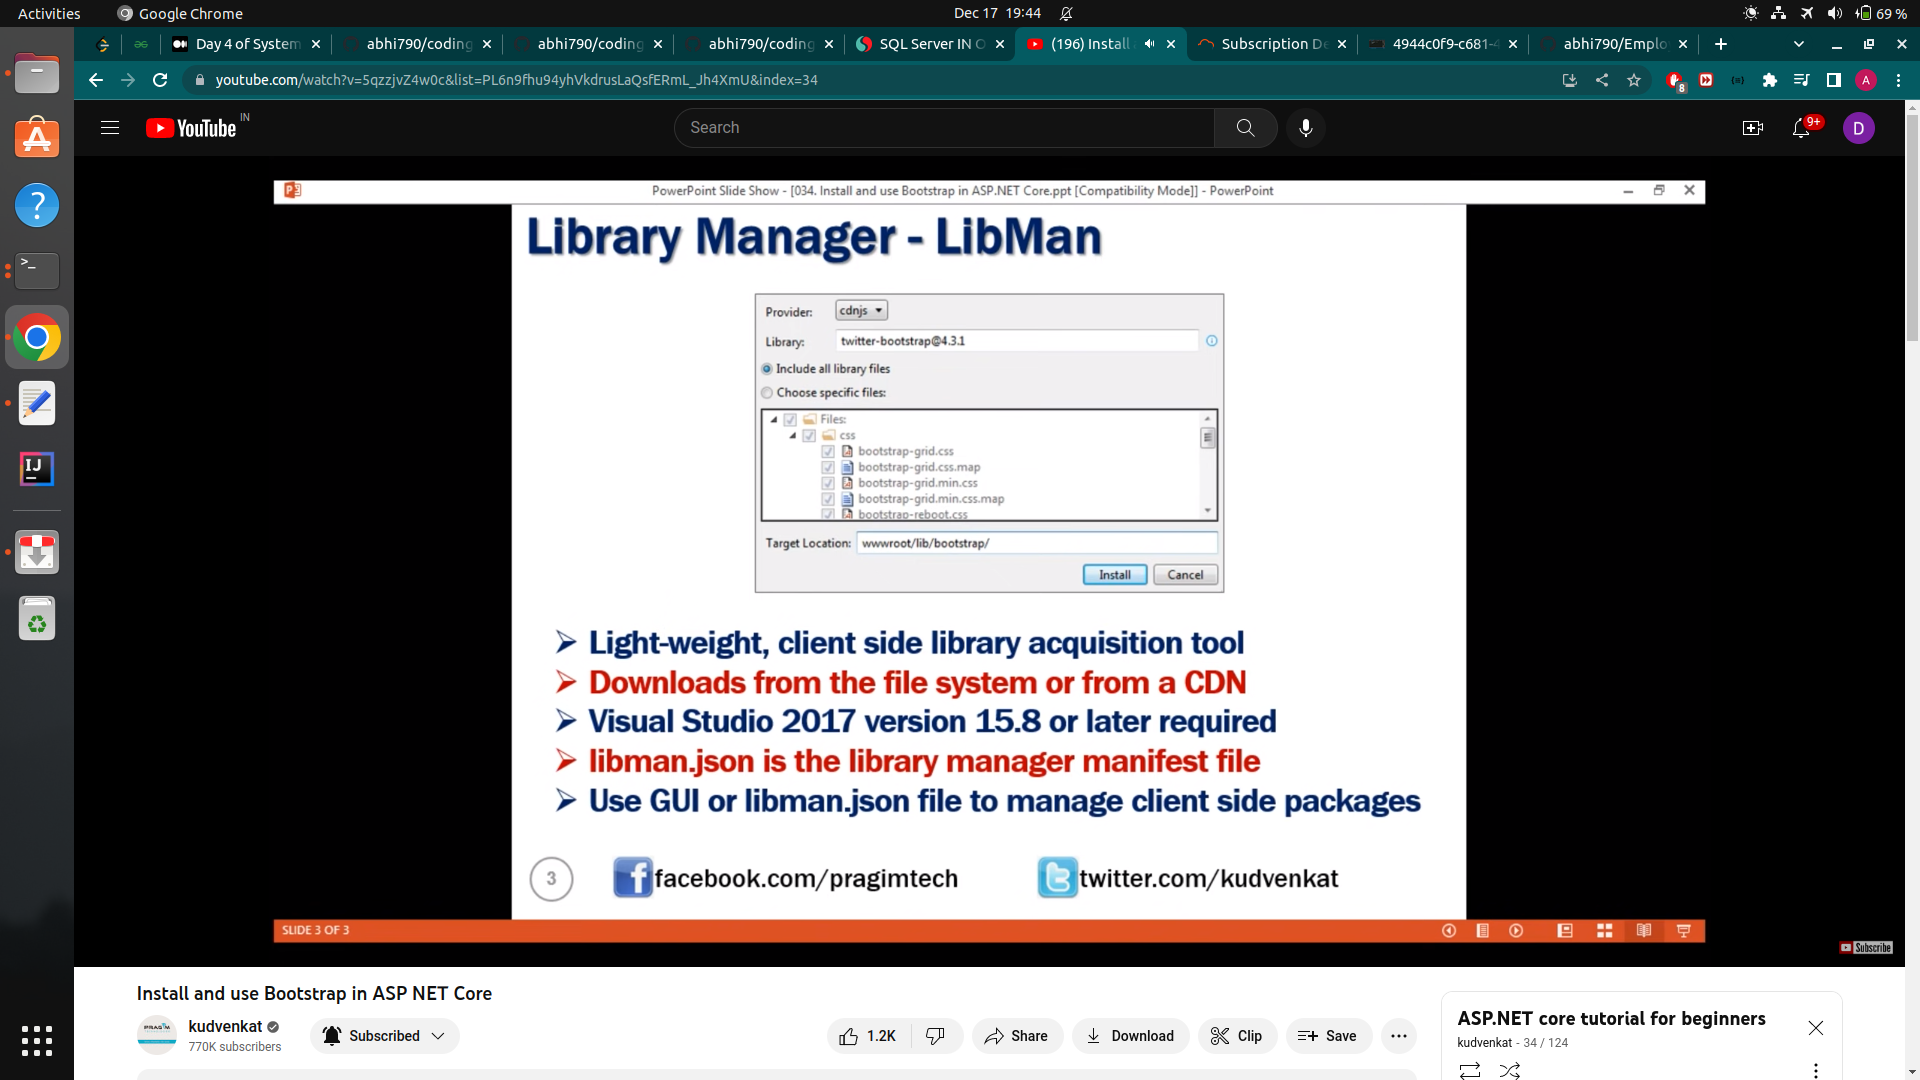 Activities
Google Chrome
Dec 17 19:44
69 %
Day 4 of System
abhi790/coding
abhi790/coding
abhi790/coding
SQL Server IN O
(196) Install
Subscription De
4944c0f9-c681-4
abhi790/Emplo
youtube.com/watch?v=5qzzjvZ4w0c&list=PL6n9fhu94yhVkdrusLaQsfERmL_Jh4XmU&index=34
8
A
YouTube
IN
Search
9+
D
PowerPoint Slide Show - [034. Install and use Bootstrap in ASP.NET Core.ppt [Compatibility Mode]] - PowerPoint
Library Manager - LibMan
Provider:
cdnjs
Library:
twitter-bootstrap@4.3.1
Include all library files
Choose specific files:
Files:
css
bootstrap-grid.css
bootstrap-grid.css.map
bootstrap-grid.min.css
bootstrap-grid.min.css.map
bootstrap-reboot.css
Target Location:
wwwroot/lib/bootstrap/
Install
Cancel
Light-weight, client side library acquisition tool
Downloads from the file system or from a CDN
Visual Studio 2017 version 15.8 or later required
libman.json is the library manager manifest file
Use GUI or libman.json file to manage client side packages
3
facebook.com/pragimtech
twitter.com/kudvenkat
SLIDE 3 OF 3
Subscribe
Install and use Bootstrap in ASP NET Core
PRAGIM
kudvenkat
770K subscribers
Subscribed
1.2K
Share
Download
Clip
Save
ASP.NET core tutorial for beginners
kudvenkat - 34 / 124